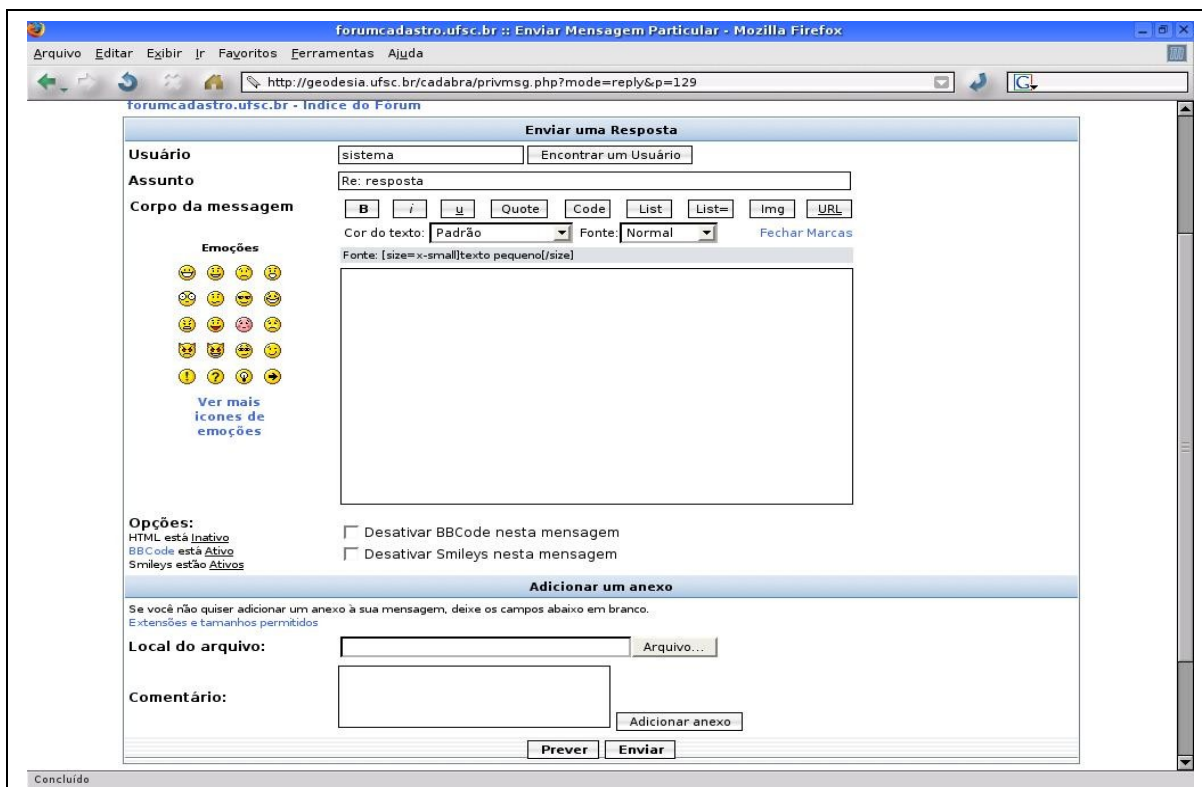 forumcadastro.ufsc.br :: Enviar Mensagem Particular - Mozilla Firefox
Arquivo Editar Exibir Ir Favoritos Ferramentas Ajuda
http://geodesia.ufsc.br/cadabra/privmsg.php?mode=reply&p=129
G
forumcadastro.ufsc.br - Indice do Fórum
Enviar uma Resposta
Usuário sistema Encontrar um Usuário
Assunto Re: resposta
Corpo da messagem B i u Quote Code List List= Img URL
Cor do texto: Padrão Fonte: Normal Fechar Marcas
Emoções
Fonte: [size=x-small]texto pequeno[/size]
Ver mais
icones de
emoções
Opções:
HTML está Inativo
BBCode está Ativo
Smileys estão Ativos
Desativar BBCode nesta mensagem
Desativar Smileys nesta mensagem
Adicionar um anexo
Se você não quiser adicionar um anexo à sua mensagem, deixe os campos abaixo em branco.
Extensões e tamanhos permitidos
Local do arquivo: Arquivo...
Comentário:
Adicionar anexo
Prever Enviar
Concluído